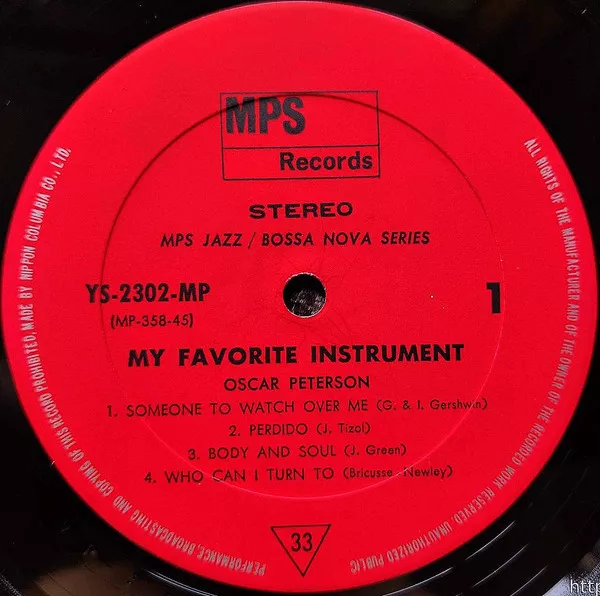 MPS
Records
STEREO
MPS JAZZ / BOSSA NOVA SERIES
YS-2302-MP
(MP-358-45)
1
MY FAVORITE INSTRUMENT
OSCAR PETERSON
1. SOMEONE TO WATCH OVER ME (G. & I. Gershwin)
2. PERDIDO (J. Tizol)
3. BODY AND SOUL (J. Green)
4. WHO CAN I TURN TO (Bricusse - Newley)
33
ALL RIGHTS OF THE MANUFACTURER AND OF THE OWNER OF THE RECORDED WORK RESERVED. UNAUTHORIZED PUBLIC PERFORMANCE, BROADCASTING AND COPYING OF THIS RECORD PROHIBITED, MADE BY NIPPON COLUMBIA CO., LTD.
http